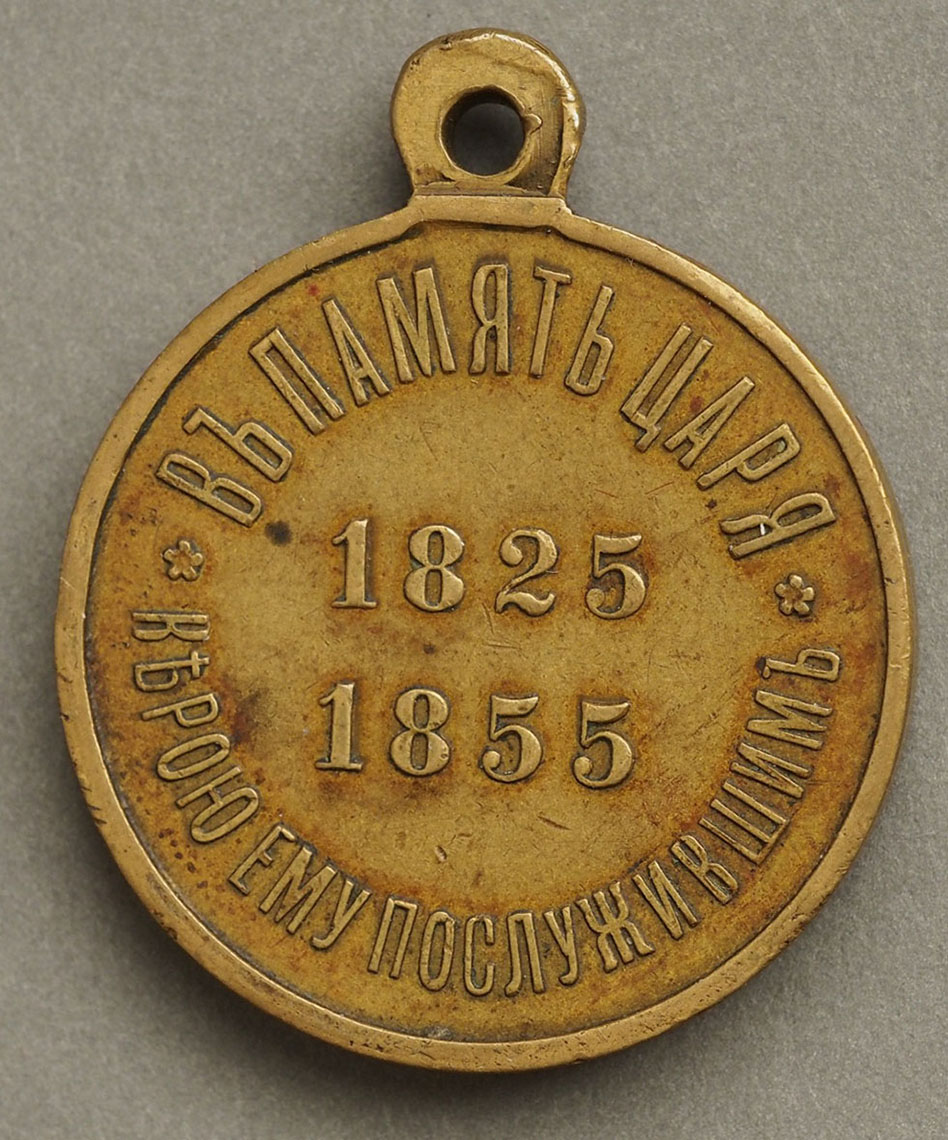 ВЪ ПАМЯТЬ ЦАРЯ
1825
1855
ВѢРОЮ ЕМУ ПОСЛУЖИВШИМЪ